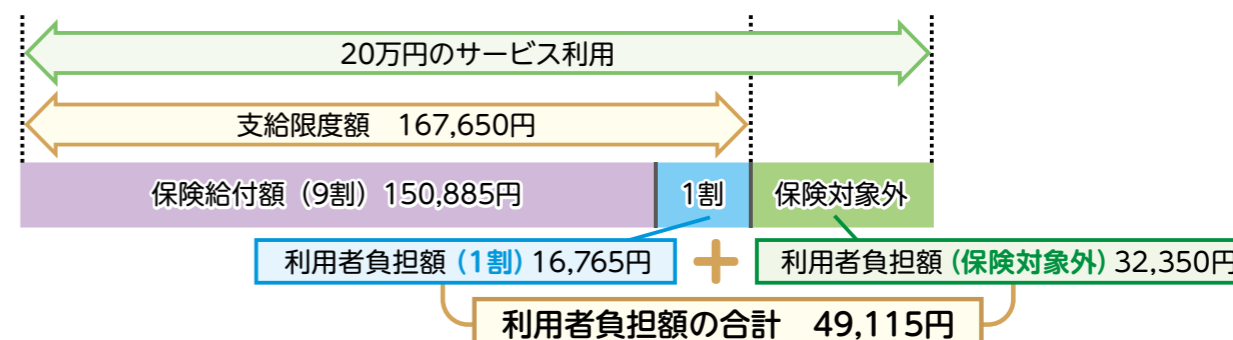 20万円のサービス利用
支給限度額　167,650円
保険給付額（9割）150,885円
1割
保険対象外
利用者負担額（1割）16,765円
+
利用者負担額（保険対象外）32,350円
利用者負担額の合計　49,115円